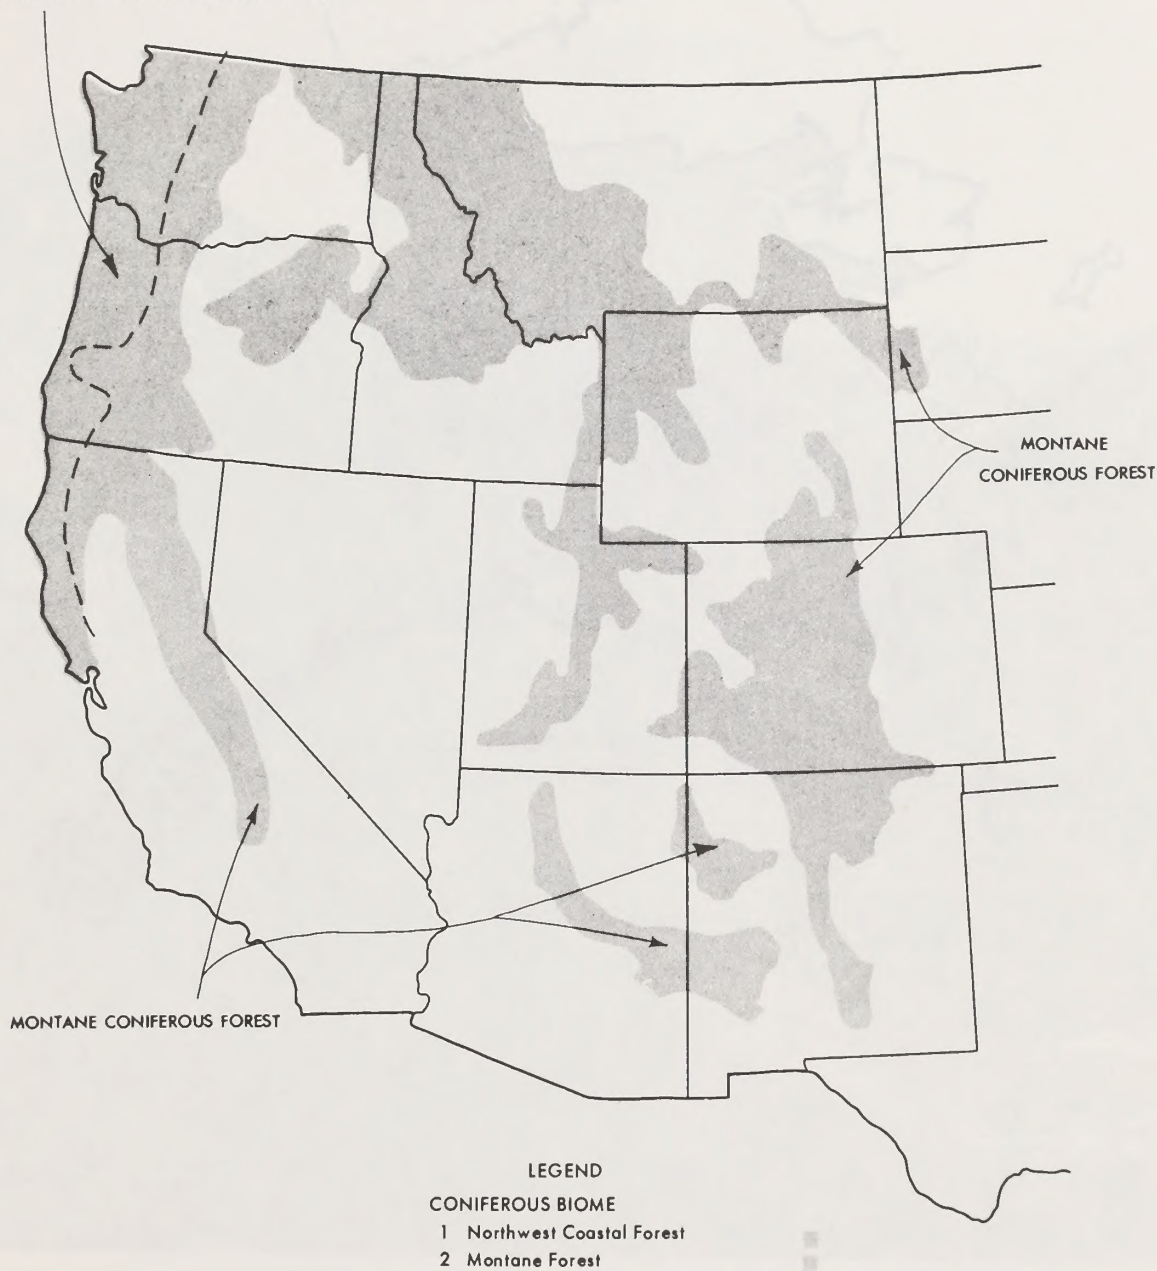 MONTANE
CONIFEROUS FOREST
MONTANE CONIFEROUS FOREST
LEGEND
CONIFEROUS BIOME
1 Northwest Coastal Forest
2 Montane Forest